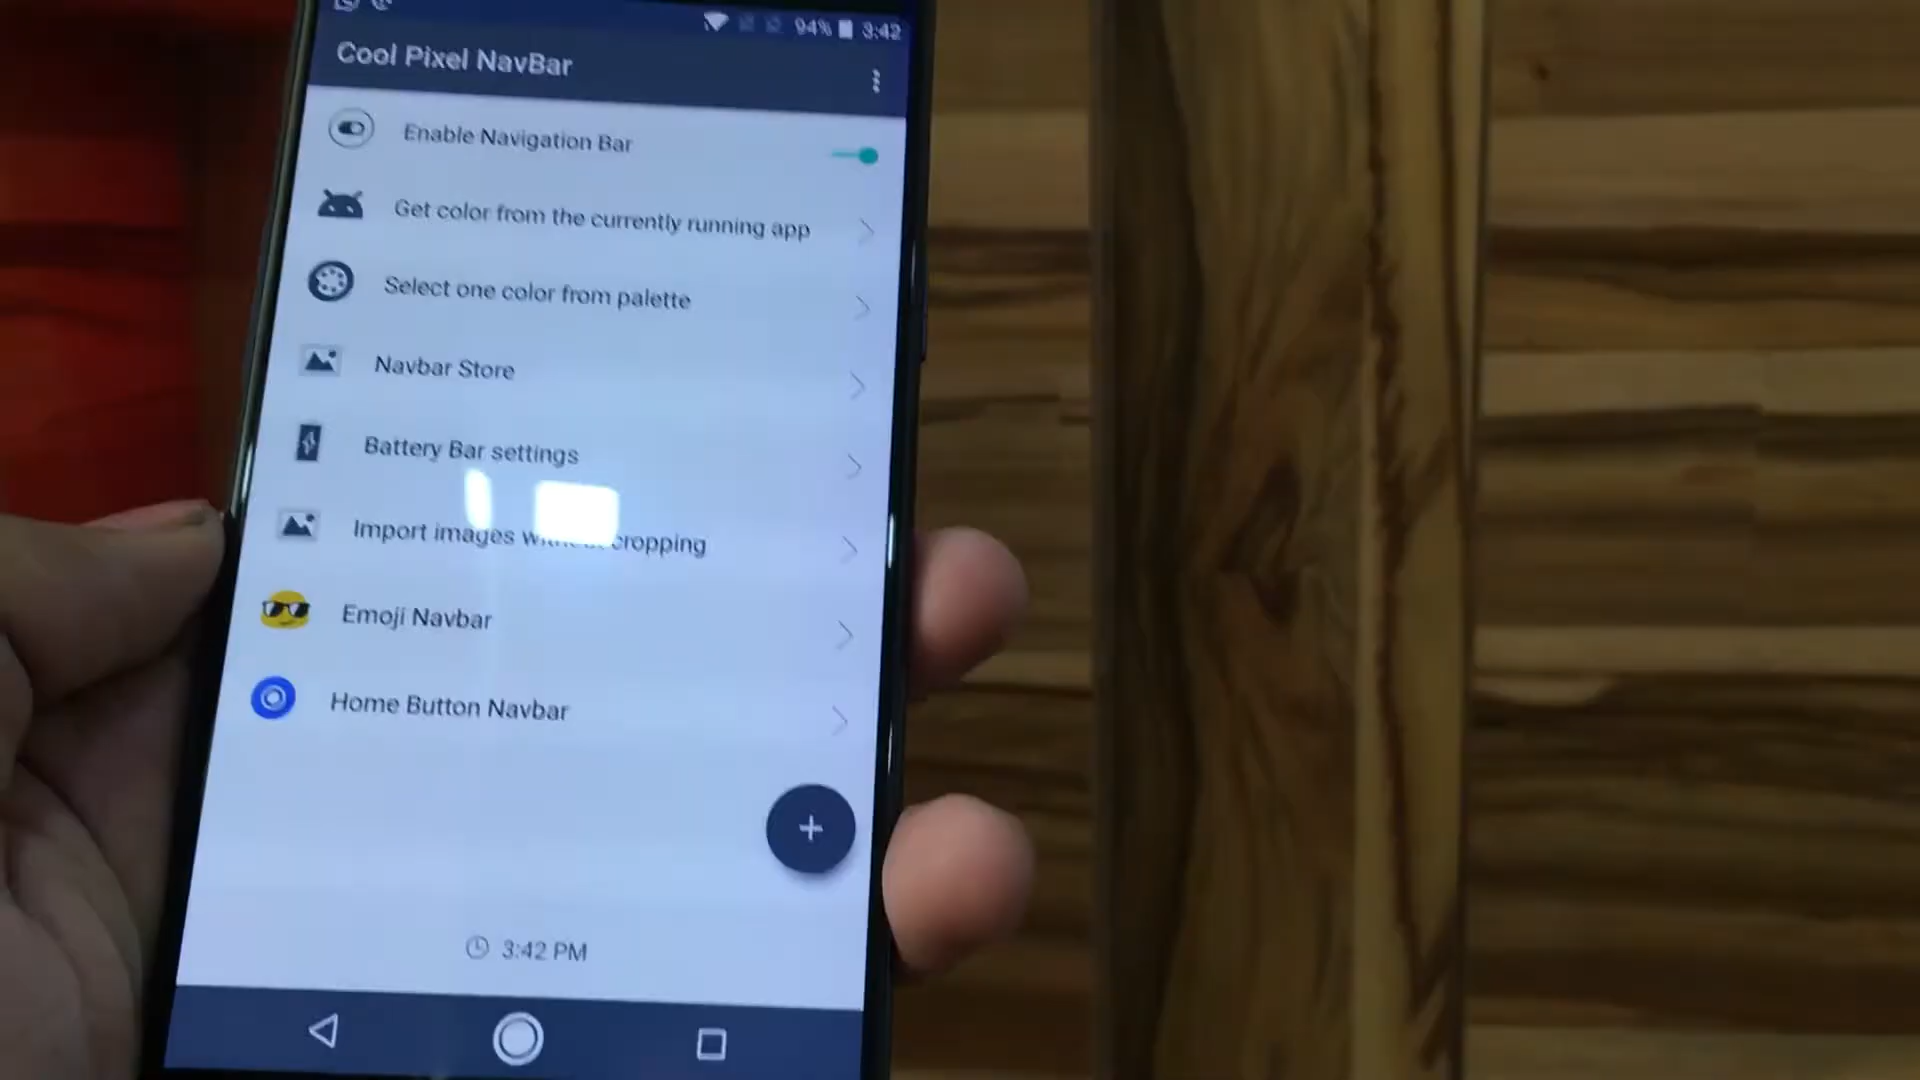 94% 3:42
Cool Pixel NavBar
Enable Navigation Bar
Get color from the currently running app
Select one color from palette
Navbar Store
Battery Bar settings
Import images cropping
Emoji Navbar
Home Button Navbar
+
3:42 PM